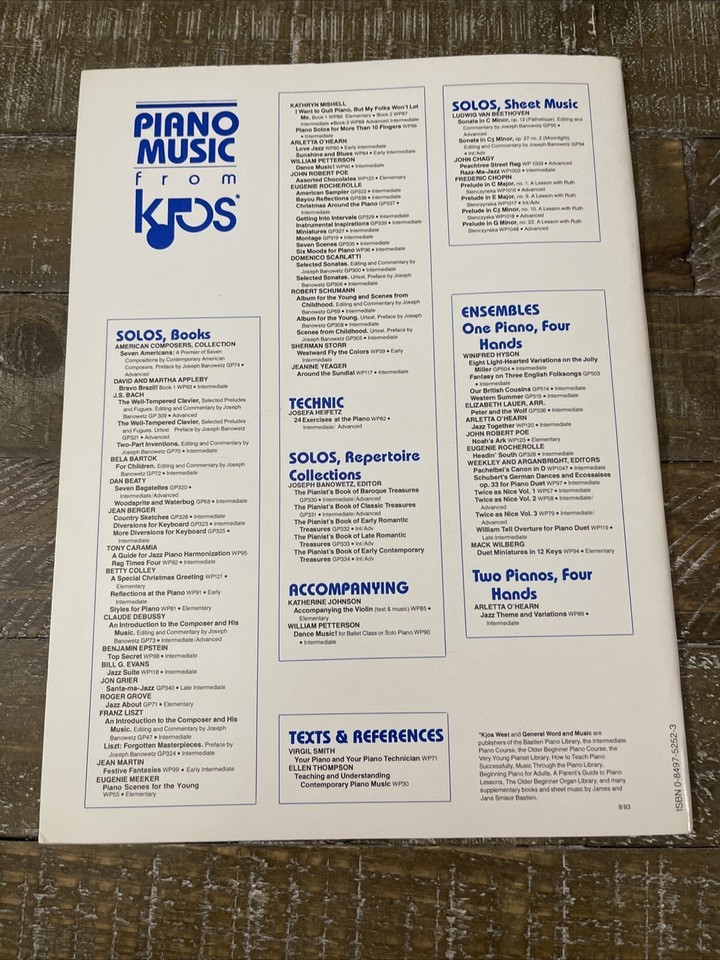 PIANO
MUSIC
from
kjos*
SOLOS, Books
AMERICAN COMPOSERS, COLLECTION
Seven Americans: A Premier of Seven
Compositions by Contemporary American
Composers. Preface by Joseph Banowetz GP74 •
Advanced
DAVID AND MARTHA APPLEBY
Bravo Brazil! Book 1 WP93 • Intermediate
J.S. BACH
The Well-Tempered Clavier, Selected Preludes
and Fugues. Editing and Commentary by Joseph
Banowetz GP 309 • Advanced
The Well-Tempered Clavier, Selected Preludes
and Fugues. Urtext. Preface by Joseph Banowetz
GP321 • Advanced
Two-Part Inventions. Editing and Commentary by
Joseph Banowetz GP70 • Intermediate
BELA BARTOK
For Children. Editing and Commentary by Joseph
Banowetz GP72 • Intermediate
DAN BEATY
Seven Bagatelles GP320 •
Intermediate/Advanced
Woodsprite and Waterbug GP68 • Intermediate
JEAN BERGER
Country Sketches GP328 • Intermediate
Diversions for Keyboard GP323 • Intermediate
More Diversions for Keyboard GP325 •
Intermediate
TONY CARAMIA
A Guide for Jazz Piano Harmonization WP95
Rag Times Four WP92 • Intermediate
BETTY COLLEY
A Special Christmas Greeting WP121 •
Elementary
Reflections at the Piano WP91 • Early
Intermediate
Styles for Piano WP81 • Elementary
CLAUDE DEBUSSY
An Introduction to the Composer and His
Music. Editing and Commentary by Joseph
Banowetz GP73 • Intermediate/Advanced
BENJAMIN EPSTEIN
Top Secret WP98 • Intermediate
BILL G. EVANS
Jazz Suite WP118 • Intermediate
JON GRIER
Santa-ma-Jazz GP340 • Late Intermediate
ROGER GROVE
Jazz About GP71 • Elementary
FRANZ LISZT
An Introduction to the Composer and His
Music. Editing and Commentary by Joseph
Banowetz GP47 • Intermediate
Liszt: Forgotten Masterpieces. Preface by
Joseph Banowetz GP324 • Intermediate
JEAN MARTIN
Festive Fantasies WP99 • Early Intermediate
EUGENIE MEEKER
Piano Scenes for the Young
WP55 • Elementary
KATHRYN MISHELL
I Want to Quit Piano, But My Folks Won't Let
Me, Book 1 WP86 Elementary • Book 2 WP87
Intermediate • Book 3 WP88 Advanced Intermediate
Piano Solos for More Than 10 Fingers WP96
• Intermediate
ARLETTA O'HEARN
Love Jazz WP80 • Early Intermediate
Sunshine and Blues WP84 • Early Intermediate
WILLIAM PETTERSON
Dance Music! WP90 • Intermediate
JOHN ROBERT POE
Assorted Chocolates WP122 • Elementary
EUGENIE ROCHEROLLE
American Sampler GP322 • Intermediate
Bayou Reflections GP338 • Intermediate
Christmas Around the Piano GP337 •
Intermediate
Getting Into Intervals GP329 • Intermediate
Instrumental Inspirations GP339 • Intermediate
Miniatures GP327 • Intermediate
Montage GP319 • Intermediate
Seven Scenes GP335 • Intermediate
Six Moods for Piano WP36 • Intermediate
DOMENICO SCARLATTI
Selected Sonatas. Editing and Commentary by
Joseph Banowetz GP300 • Intermediate
Selected Sonatas. Urtext. Preface by Joseph
Banowetz GP306 • Intermediate
ROBERT SCHUMANN
Album for the Young and Scenes from
Childhood. Editing and Commentary by Joseph
Banowetz GP69 • Intermediate
Album for the Young. Urtext. Preface by Joseph
Banowetz GP308 • Intermediate
Scenes from Childhood. Urtext. Preface by
Joseph Banowetz GP305 • Intermediate
SHERMAN STORR
Westward Fly the Colors WP39 • Early
Intermediate
JEANINE YEAGER
Around the Sundial WP117 • Intermediate
TECHNIC
JOSEFA HEIFETZ
24 Exercises at the Piano WP82 •
Intermediate/ Advanced
SOLOS, Repertoire
Collections
JOSEPH BANOWETZ, EDITOR
The Pianist's Book of Baroque Treasures
GP330 • Intermediate/Advanced
The Pianist's Book of Classic Treasures
GP331 • Intermediate/Advanced
The Pianist's Book of Early Romantic
Treasures GP332 • Int/Adv
The Pianist's Book of Late Romantic
Treasures GP333 • Int/Adv
The Pianist's Book of Early Contemporary
Treasures GP334 • Int/Adv
ACCOMPANYING
KATHERINE JOHNSON
Accompanying the Violin (text & music) WP85 •
Elementary
WILLIAM PETTERSON
Dance Music! for Ballet Class or Solo Piano WP90
• Intermediate
TEXTS & REFERENCES
VIRGIL SMITH
Your Piano and Your Piano Technician WP71
ELLEN THOMPSON
Teaching and Understanding
Contemporary Piano Music WP30
SOLOS, Sheet Music
LUDWIG VAN BEETHOVEN
Sonata in C Minor, op. 13 (Pathétique). Editing and
Commentary by Joseph Banowetz GP95 •
Advanced
Sonata in C♯ Minor, op. 27 no. 2 (Moonlight).
Editing and Commentary by Joseph Banowetz GP94
• Int/Adv
JOHN CHAGY
Peachtree Street Rag WP 1003 • Advanced
Razz-Ma-Jazz WP1002 • Intermediate
FREDERIC CHOPIN
Prelude in C Major, no. 1. A Lesson with Ruth
Slenczynska WP1016 • Advanced
Prelude in E Major, no. 9. A Lesson with Ruth
Slenczynska WP1017 • Int/Adv
Prelude in C♯ Minor, no. 10. A Lesson with Ruth
Slenczynska WP1018 • Advanced
Prelude in G Minor, no. 22. A Lesson with Ruth
Slenczynska WP1048 • Advanced
ENSEMBLES
One Piano, Four
Hands
WINIFRED HYSON
Eight Light-Hearted Variations on the Jolly
Miller GP504 • Intermediate
Fantasy on Three English Folksongs GP503
• Intermediate
Our British Cousins GP514 • Intermediate
Western Summer GP515 • Intermediate
ELIZABETH LAUER, ARR.
Peter and the Wolf GP336 • Intermediate
ARLETTA O'HEARN
Jazz Together WP120 • Intermediate
JOHN ROBERT POE
Noah's Ark WP123 • Elementary
EUGENIE ROCHEROLLE
Headin' South GP326 • Intermediate
WEEKLEY AND ARGANBRIGHT, EDITORS
Pachelbel's Canon in D WP1047 • Intermediate
Schubert's German Dances and Ecossaises
op. 33 for Piano Duet WP97 • Intermediate
Twice as Nice Vol. 1 WP57 • Intermediate
Twice as Nice Vol. 2 WP58 • Intermediate/
Advanced
Twice as Nice Vol. 3 WP79 • Intermediate/
Advanced
William Tell Overture for Piano Duet WP119 •
Late Intermediate
MACK WILBERG
Duet Miniatures in 12 Keys WP94 • Elementary
Two Pianos, Four
Hands
ARLETTA O'HEARN
Jazz Theme and Variations WP89 •
Intermediate
*Kjos West and General Word and Music are
publishers of the Bastien Piano Library, the Intermediate
Piano Course, the Older Beginner Piano Course, the
Very Young Pianist Library, How to Teach Piano
Successfully, Music Through the Piano Library,
Beginning Piano for Adults, A Parent's Guide to Piano
Lessons, The Older Beginner Organ Library, and many
supplementary books and sheet music by James and
Jane Smisor Bastien.
8/83
ISBN 0-8497-5252-3